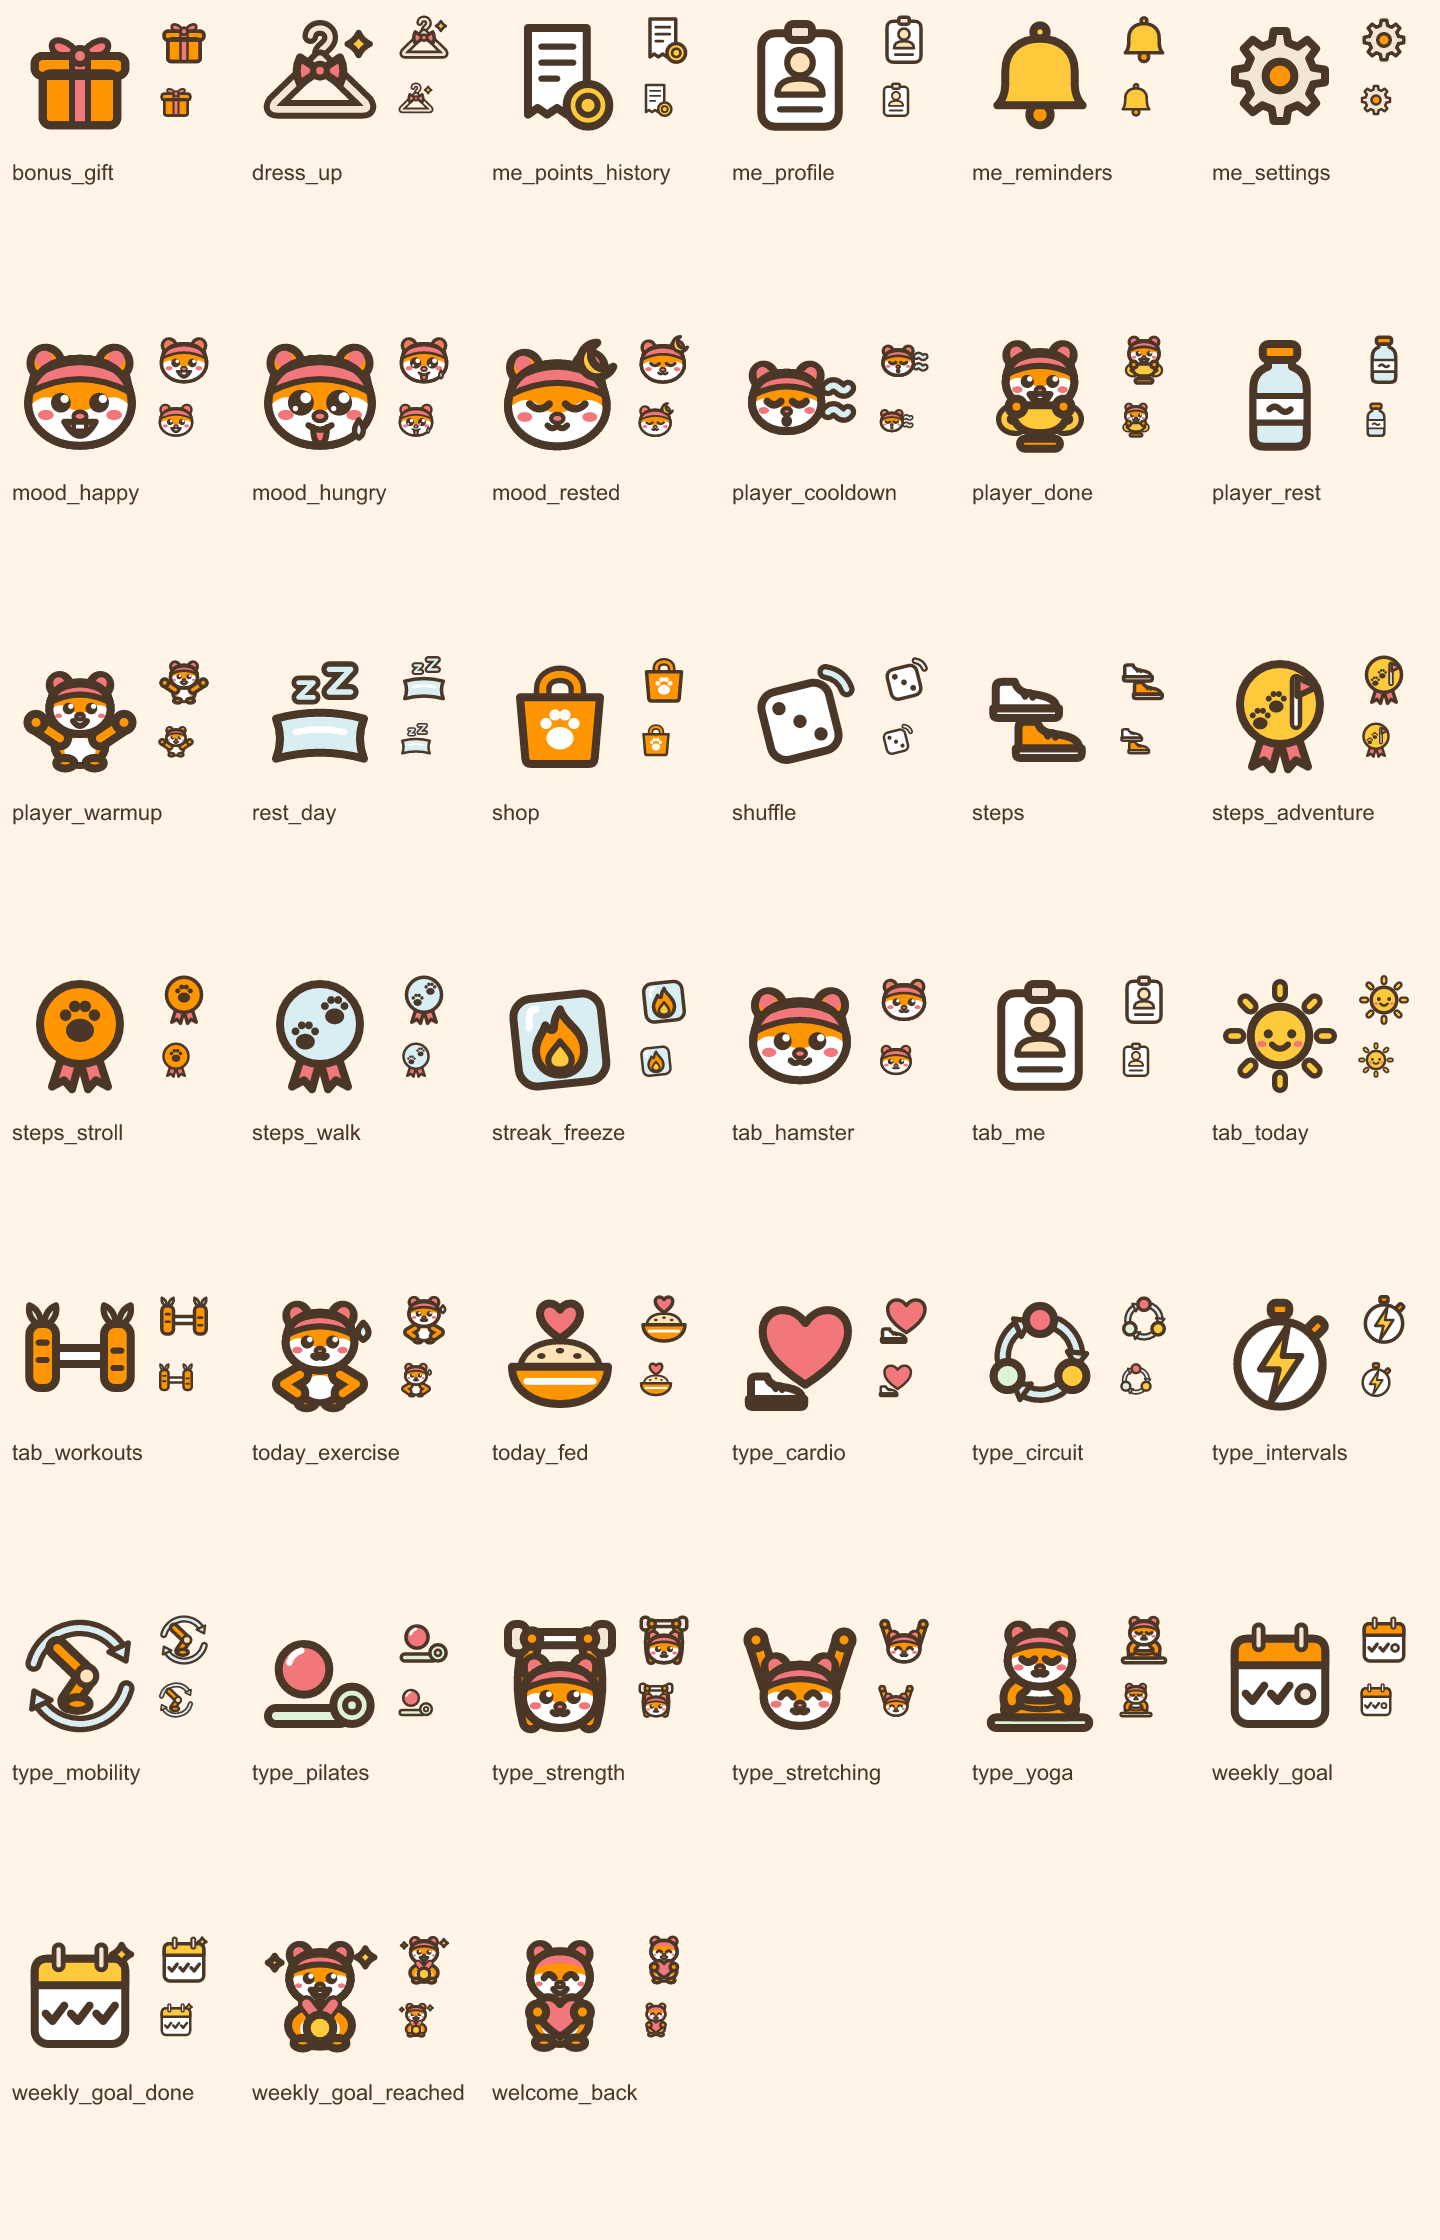 bonus_gift
dress_up
me_points_history
me_profile
me_reminders
me_settings
mood_happy
mood_hungry
mood_rested
player_cooldown
player_done
player_rest
zZ
player_warmup
rest_day
shop
shuffle
steps
steps_adventure
steps_stroll
steps_walk
streak_freeze
tab_hamster
tab_me
tab_today
tab_workouts
today_exercise
today_fed
type_cardio
type_circuit
type_intervals
type_mobility
type_pilates
type_strength
type_stretching
type_yoga
weekly_goal
weekly_goal_done
weekly_goal_reached
welcome_back